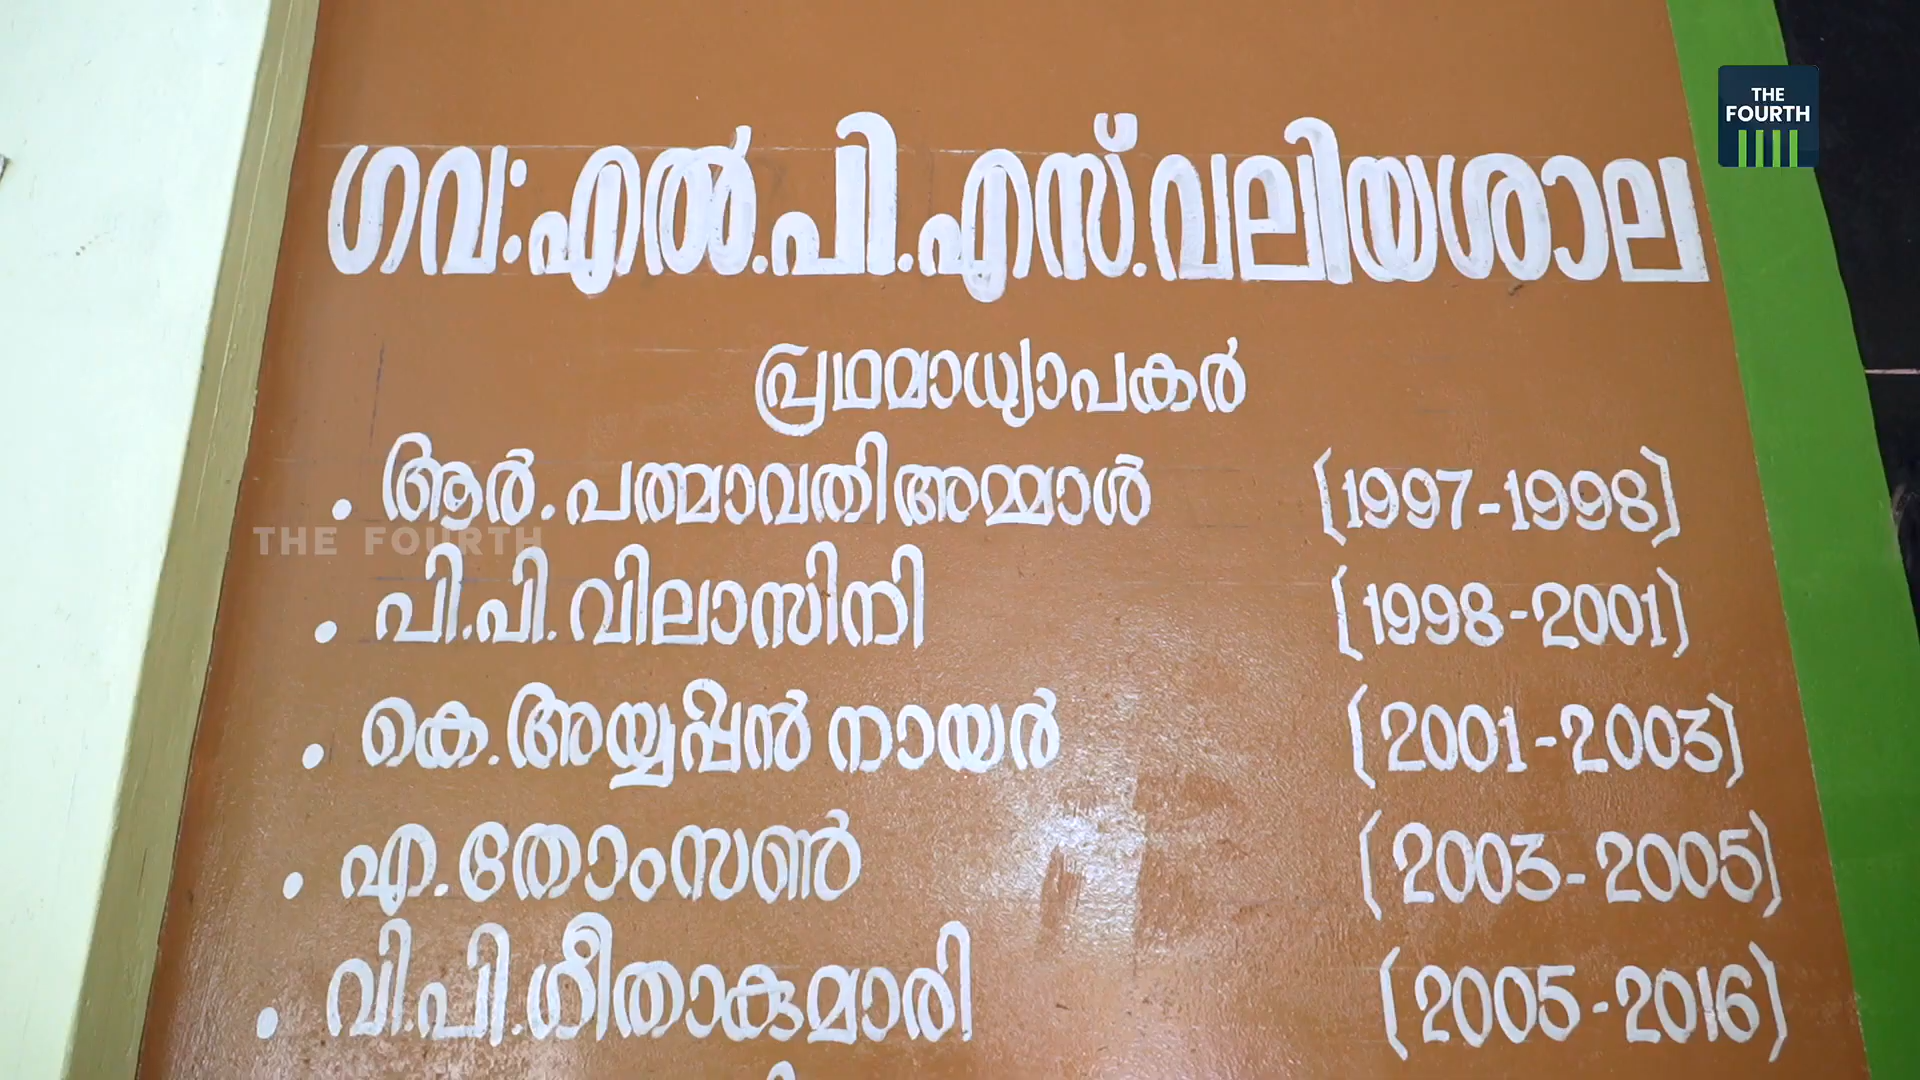 THE
FOURTH
ഗവ:എൽ.പി.എസ്.വലിയശാല
പ്രഥമാധ്യാപകർ
. ആർ.പത്മാവതിഅമ്മാൾ (1997-1998)
THE FOURTH
. പി.പി.വിലാസിനി (1998-2001)
. കെ.അയ്യപ്പൻ നായർ (2001-2003)
. എ.തോംസൺ (2003-2005)
. വി.പി.ഗീതാകുമാരി (2005-2016)